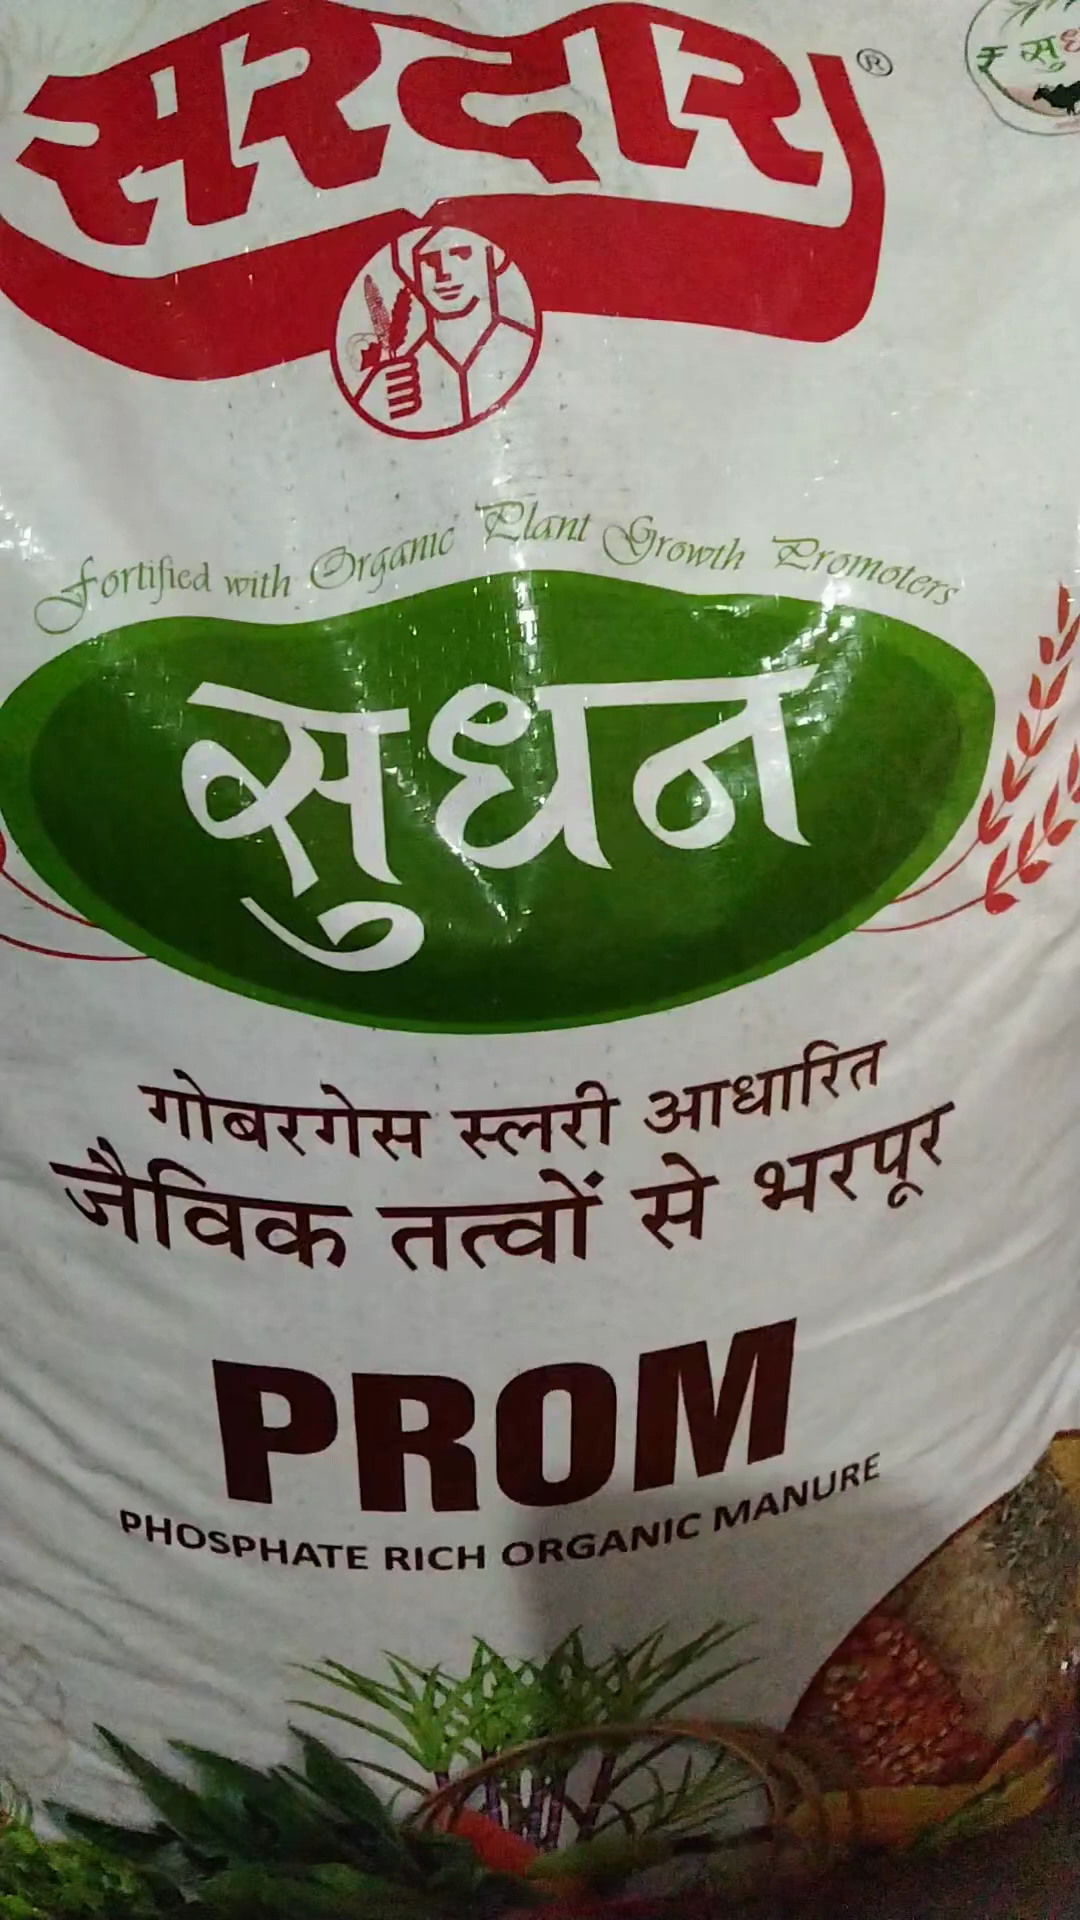 सरदार®
₹ सुध
Fortified with Organic Plant Growth Promoters
सुधन
गोबरगेस स्लरी आधारित
जैविक तत्वों से भरपूर
PROM
PHOSPHATE RICH ORGANIC MANURE